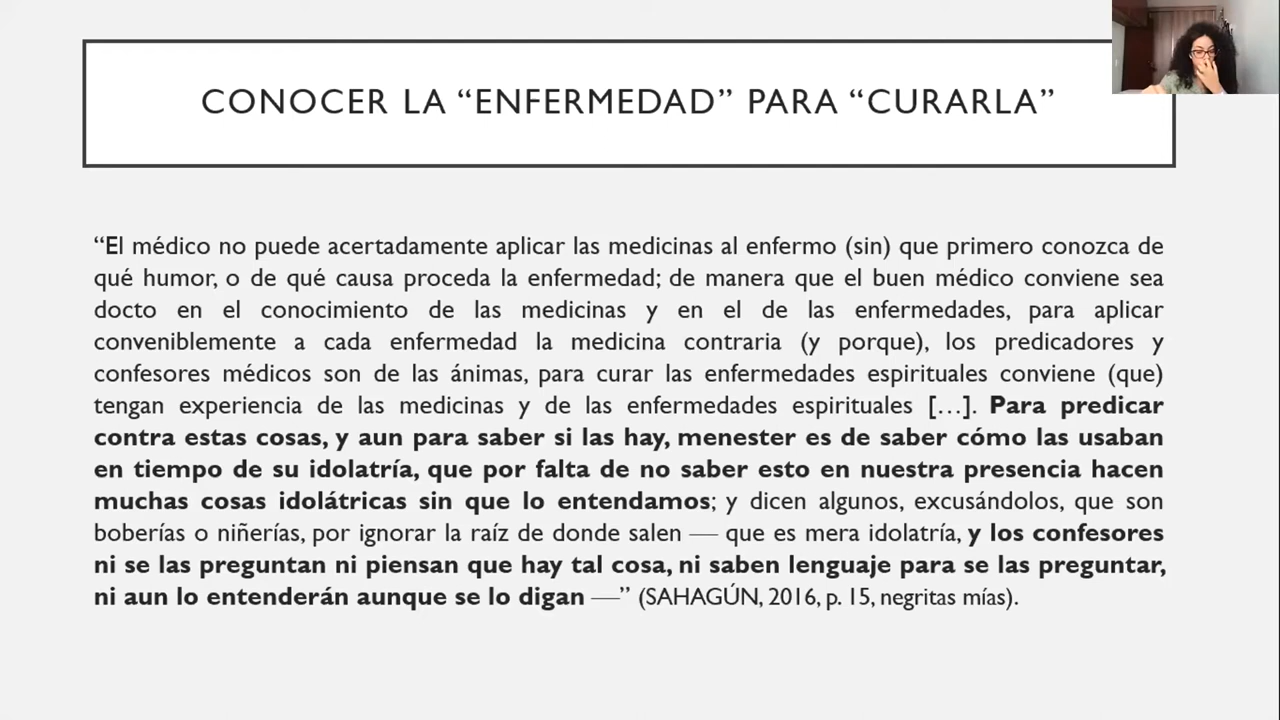 CONOCER LA “ENFERMEDAD” PARA “CURARLA”
“El médico no puede acertadamente aplicar las medicinas al enfermo (sin) que primero conozca de
qué humor, o de qué causa proceda la enfermedad; de manera que el buen médico conviene sea
docto en el conocimiento de las medicinas y en el de las enfermedades, para aplicar
conveniblemente a cada enfermedad la medicina contraria (y porque), los predicadores y
confesores médicos son de las ánimas, para curar las enfermedades espirituales conviene (que)
tengan experiencia de las medicinas y de las enfermedades espirituales […]. Para predicar
contra estas cosas, y aun para saber si las hay, menester es de saber cómo las usaban
en tiempo de su idolatría, que por falta de no saber esto en nuestra presencia hacen
muchas cosas idolátricas sin que lo entendamos; y dicen algunos, excusándolos, que son
boberías o niñerías, por ignorar la raíz de donde salen — que es mera idolatría, y los confesores
ni se las preguntan ni piensan que hay tal cosa, ni saben lenguaje para se las preguntar,
ni aun lo entenderán aunque se lo digan —” (SAHAGÚN, 2016, p. 15, negritas mías).